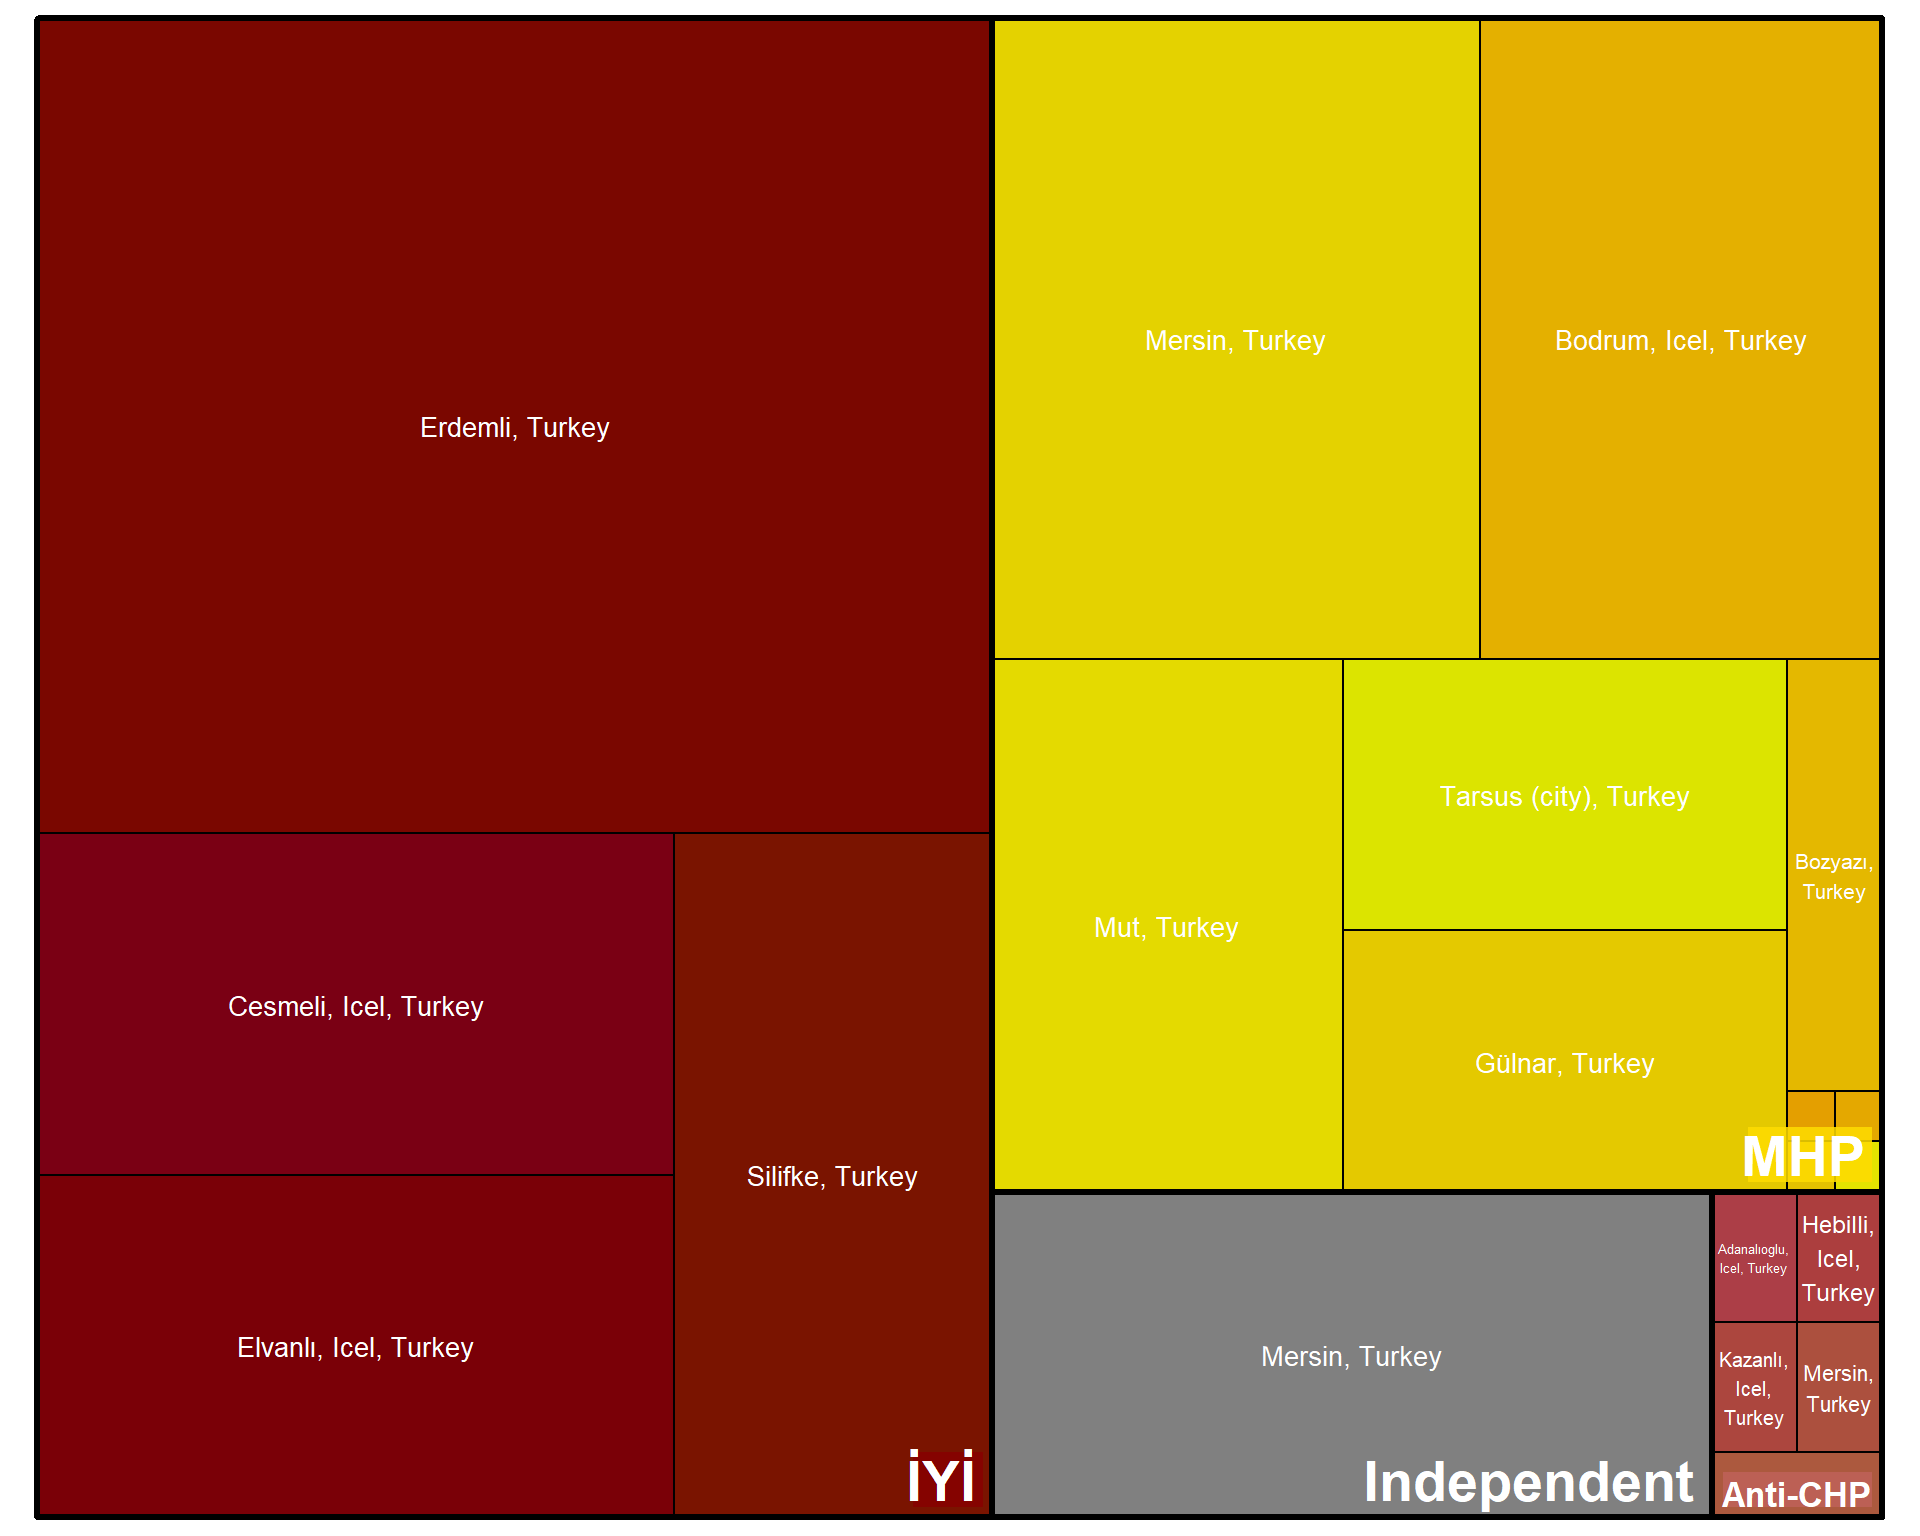 Erdemli, Turkey
Cesmeli, Icel, Turkey
Elvanlı, Icel, Turkey
Silifke, Turkey
İYİ
Mersin, Turkey
Bodrum, Icel, Turkey
Mut, Turkey
Tarsus (city), Turkey
Gülnar, Turkey
Bozyazı,
Turkey
MHP
Mersin, Turkey
Independent
Adanalıoglu,
Icel, Turkey
Hebilli,
Icel,
Turkey
Kazanlı,
Icel,
Turkey
Mersin,
Turkey
Anti-CHP